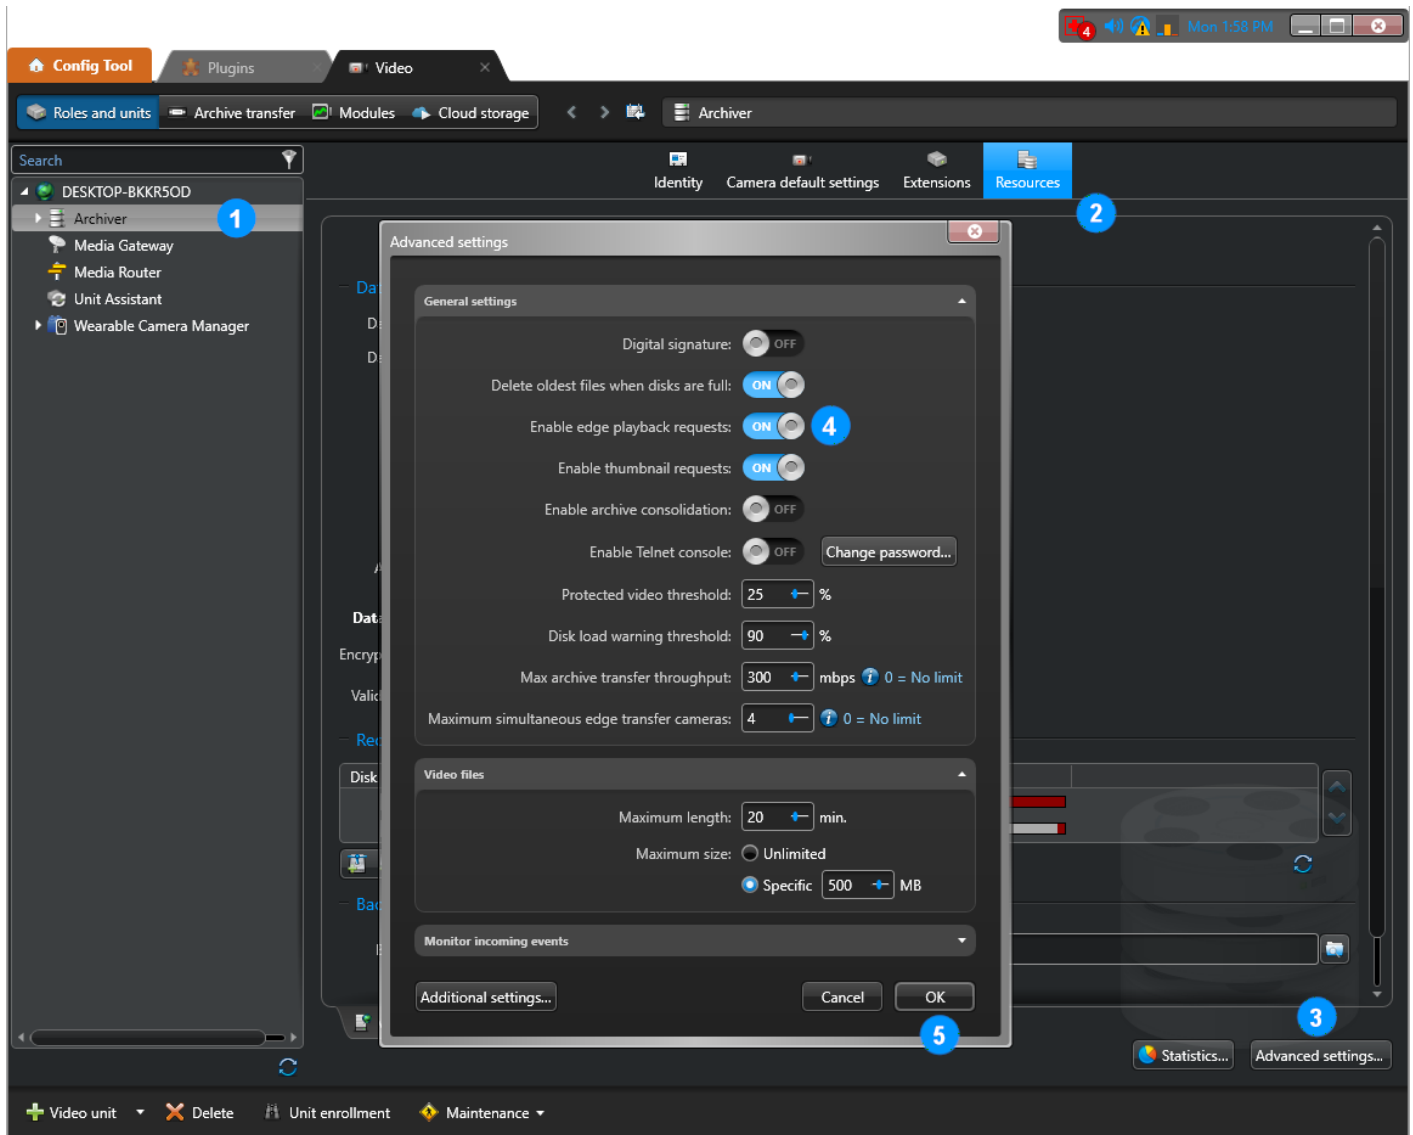 4 Mon 1:58 PM
Config Tool Plugins Video
Roles and units Archive transfer Modules Cloud storage Archiver
Search
Identity Camera default settings Extensions Resources
DESKTOP-BKKR5OD
Archiver 1
2
Media Gateway
Media Router
Unit Assistant
Wearable Camera Manager
Advanced settings
General settings
Digital signature: OFF
Delete oldest files when disks are full: ON
Enable edge playback requests: ON 4
Enable thumbnail requests: ON
Enable archive consolidation: OFF
Enable Telnet console: OFF Change password...
Protected video threshold: 25 %
Disk load warning threshold: 90 %
Max archive transfer throughput: 300 mbps i 0 = No limit
Maximum simultaneous edge transfer cameras: 4 i 0 = No limit
Disk
Video files
Maximum length: 20 min.
Maximum size: Unlimited
Specific 500 MB
Monitor incoming events
Additional settings... Cancel OK
5
3
Statistics... Advanced settings...
Video unit Delete Unit enrollment Maintenance